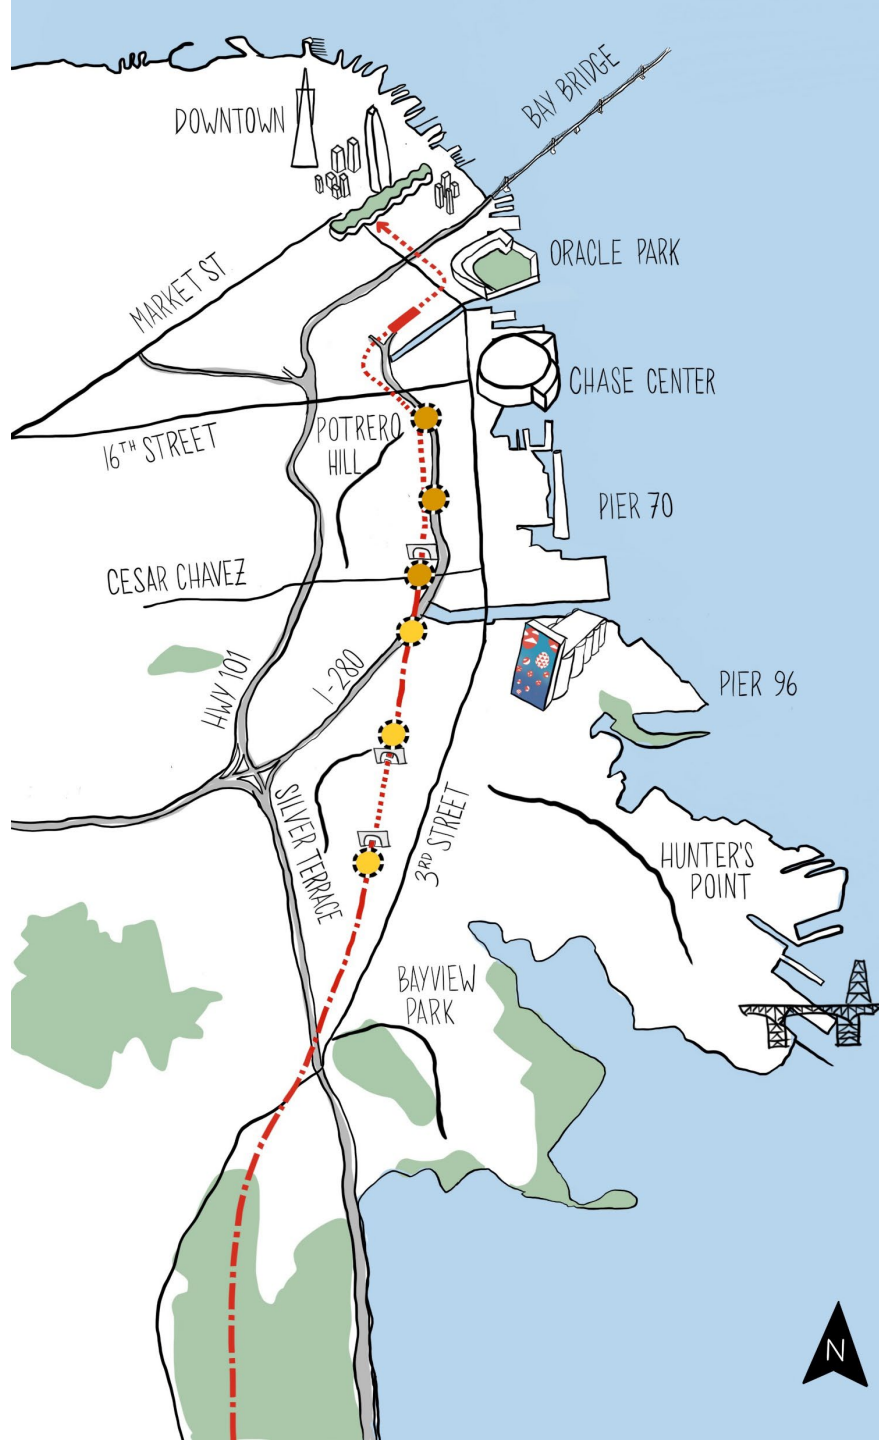 BAY BRIDGE
DOWNTOWN
ORACLE PARK
MARKET ST
CHASE CENTER
16TH STREET
POTRERO
HILL
PIER 70
CESAR CHAVEZ
HWY 101
I-280
PIER 96
SILVER TERRACE
3RD STREET
HUNTER'S
POINT
BAYVIEW
PARK
N